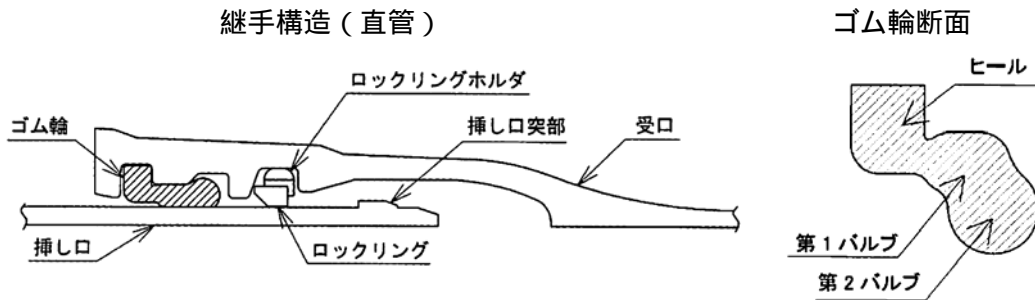 継手構造（直管）
ゴム輪断面
ロックリングホルダ
ゴム輪
挿し口突部
受口
挿し口
ロックリング
ヒール
第１バルブ
第２バルブ